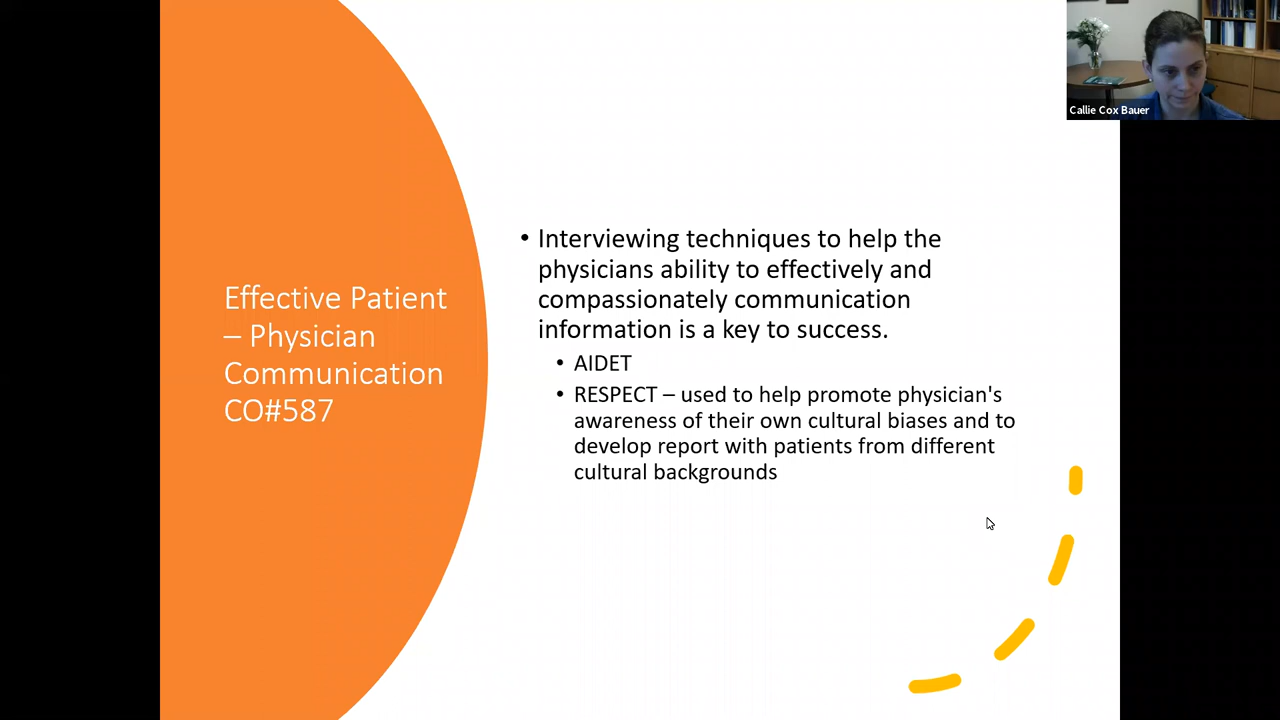 Effective Patient
– Physician
Communication
CO#587
• Interviewing techniques to help the
physicians ability to effectively and
compassionately communication
information is a key to success.
• AIDET
• RESPECT – used to help promote physician's
awareness of their own cultural biases and to
develop report with patients from different
cultural backgrounds
Callie Cox Bauer